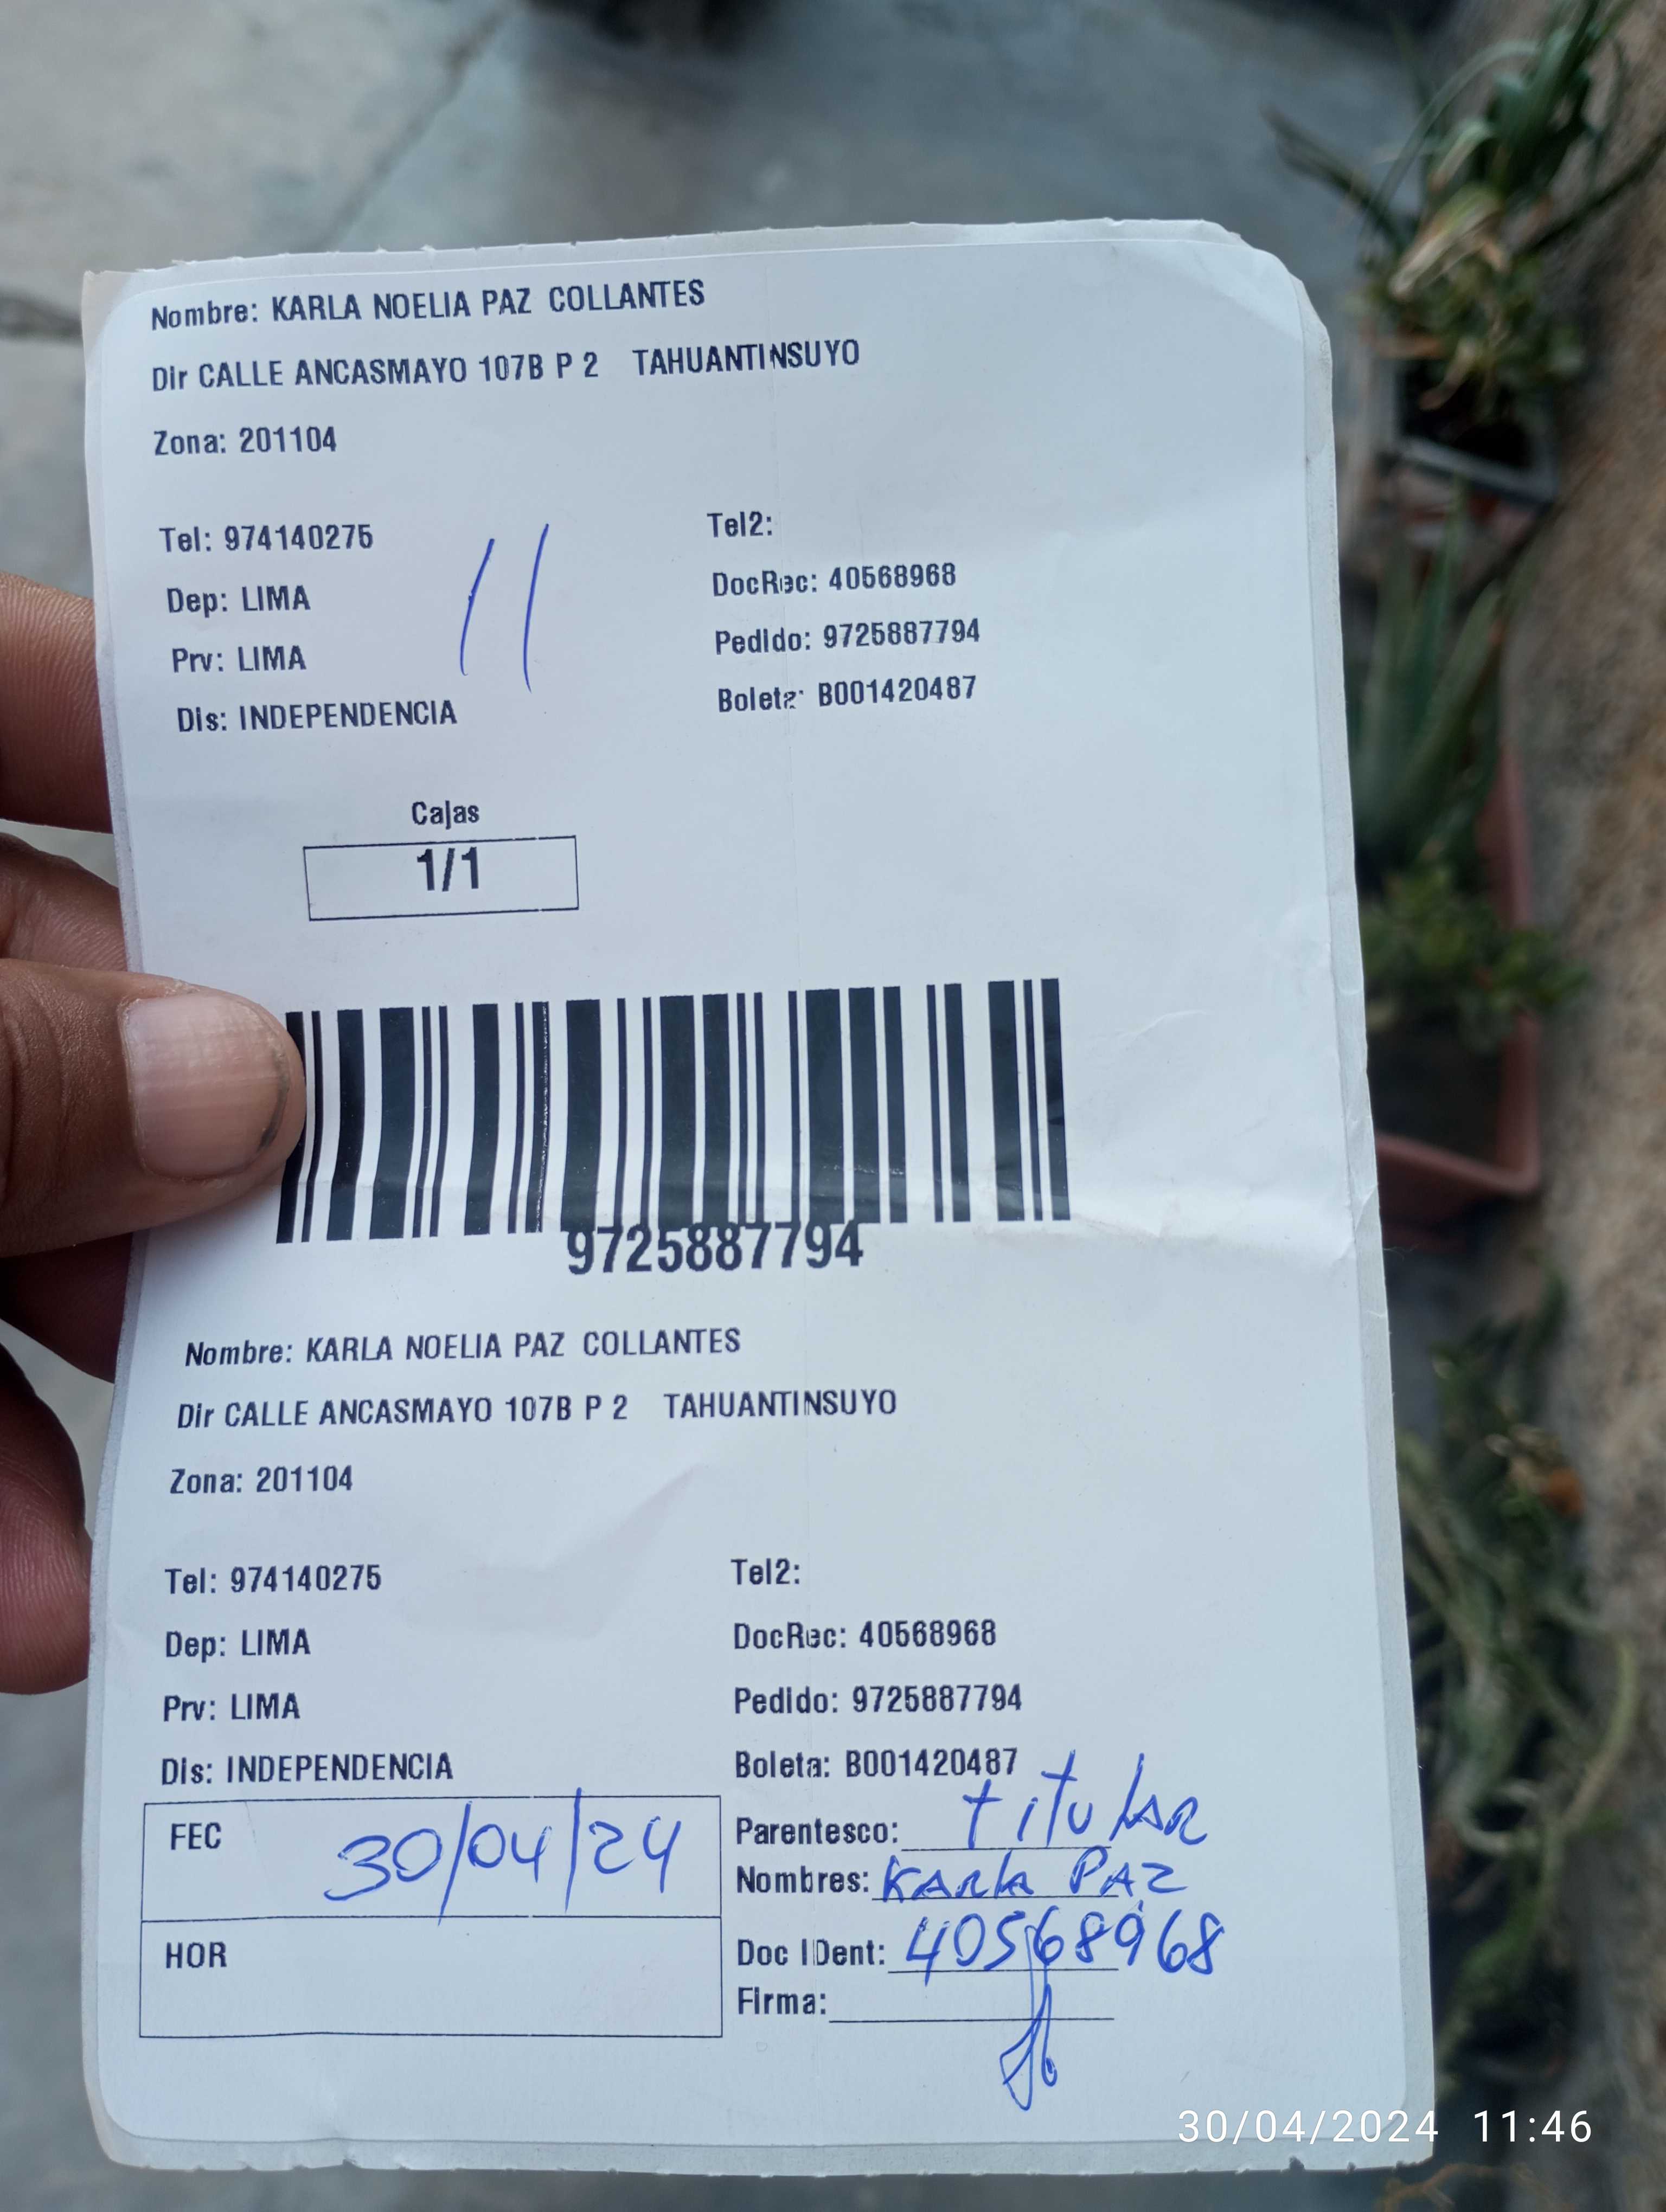 Nombre: KARLA NOELIA PAZ COLLANTES
Dir CALLE ANCASMAYO 107B P 2 TAHUANTINSUYO
Zona: 201104
Tel: 974140275 Tel2:
Dep: LIMA DocRec: 40568968
Prv: LIMA Pedido: 9725887794
Dis: INDEPENDENCIA Boleta: B001420487
Cajas
1/1
9725887794
Nombre: KARLA NOELIA PAZ COLLANTES
Dir CALLE ANCASMAYO 107B P 2 TAHUANTINSUYO
Zona: 201104
Tel: 974140275 Tel2:
Dep: LIMA DocRec: 40568968
Prv: LIMA Pedido: 9725887794
Dis: INDEPENDENCIA Boleta: B001420487
FEC 30/04/24 Parentesco: titular
Nombres: Karla PAZ
HOR Doc IDent: 40568968
Firma:
30/04/2024 11:46